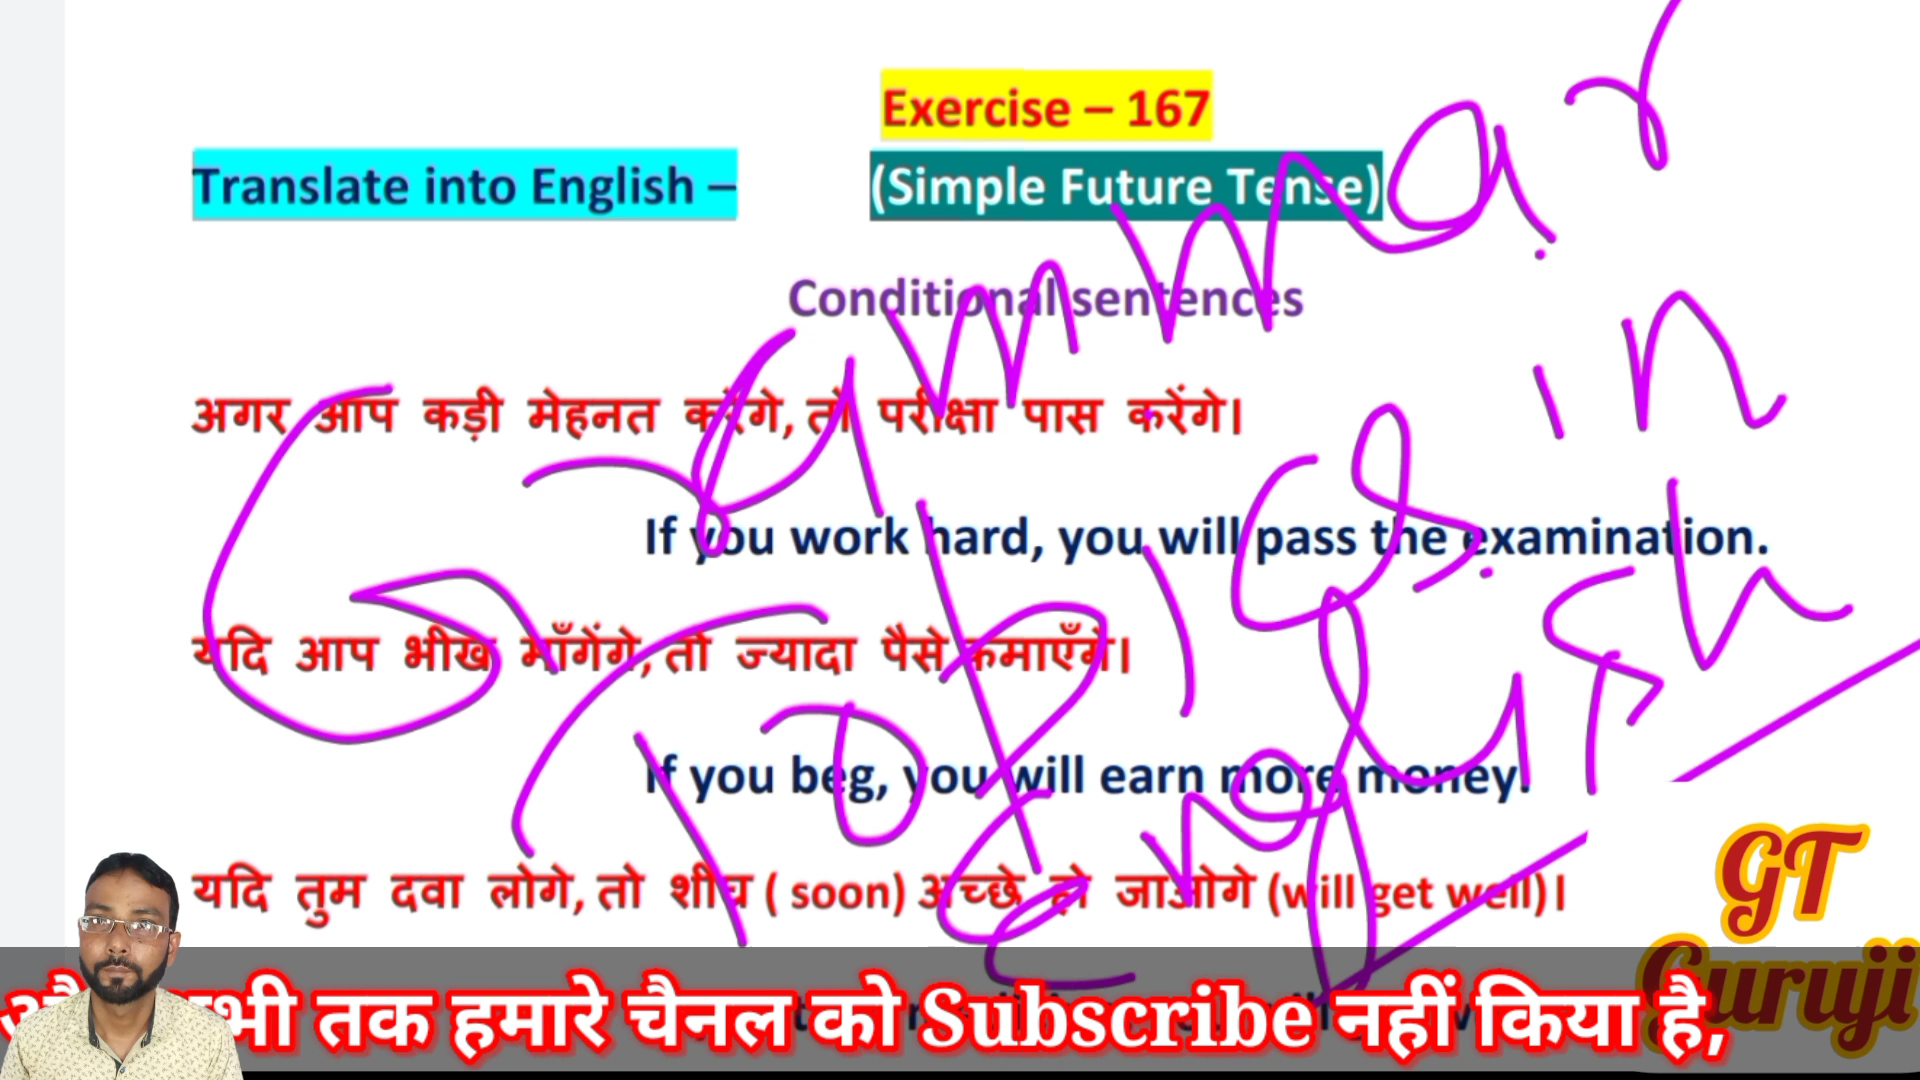 Exercise – 167
Translate into English – (Simple Future Tense)
Conditional sentences
अगर आप कड़ी मेहनत करेंगे, तो परीक्षा पास करेंगे।
If you work hard, you will pass the examination.
यदि आप भीख माँगेंगे, तो ज्यादा पैसे कमाएँगे।
If you beg, you will earn more money.
यदि तुम दवा लोगे, तो शीघ्र ( soon) अच्छे हो जाओगे (will get well)।
Grammar
Topics in
English
GT
Guruji
तक हमारे चैनल को Subscribe नहीं किया है,